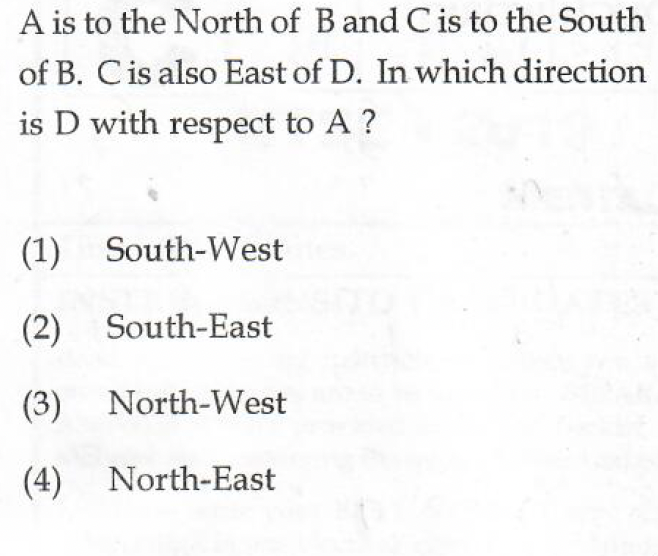 A is to the North of B and C is to the South
of B. C is also East of D. In which direction
is D with respect to A ?
(1) South-West
(2) South-East
(3) North-West
(4) North-East